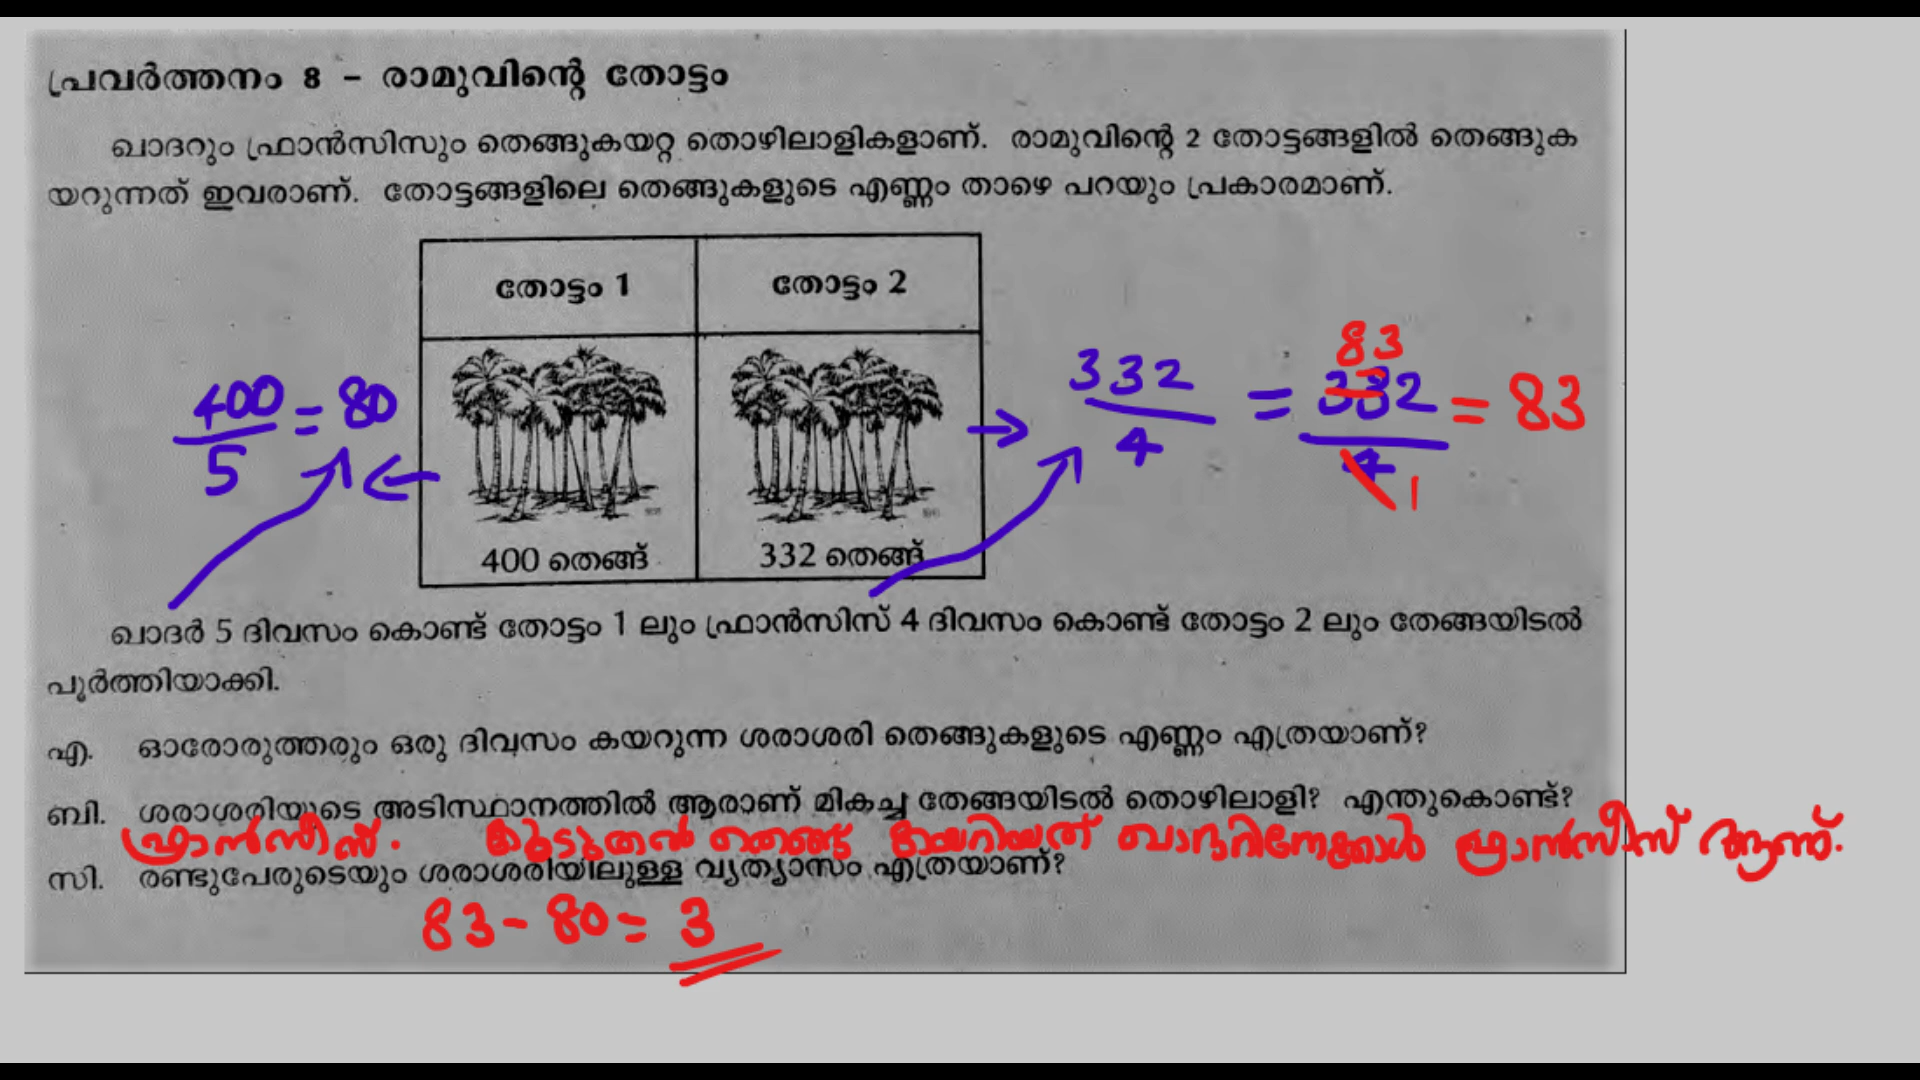 പ്രവർത്തനം 8 – രാമുവിന്റെ തോട്ടം
ഖാദറും ഫ്രാൻസിസും തെങ്ങുകയറ്റ തൊഴിലാളികളാണ്. രാമുവിന്റെ 2 തോട്ടങ്ങളിൽ തെങ്ങുക
യറുന്നത് ഇവരാണ്. തോട്ടങ്ങളിലെ തെങ്ങുകളുടെ എണ്ണം താഴെ പറയും പ്രകാരമാണ്.
തോട്ടം 1 തോട്ടം 2
400/5 = 80
332/4 = 332/4 = 83
83
1
400 തെങ്ങ് 332 തെങ്ങ്
ഖാദർ 5 ദിവസം കൊണ്ട് തോട്ടം 1 ലും ഫ്രാൻസിസ് 4 ദിവസം കൊണ്ട് തോട്ടം 2 ലും തേങ്ങയിടൽ
പൂർത്തിയാക്കി.
എ. ഓരോരുത്തരും ഒരു ദിവസം കയറുന്ന ശരാശരി തെങ്ങുകളുടെ എണ്ണം എത്രയാണ്?
ബി. ശരാശരിയുടെ അടിസ്ഥാനത്തിൽ ആരാണ് മികച്ച തേങ്ങയിടൽ തൊഴിലാളി? എന്തുകൊണ്ട്?
ഫ്രാൻസീസ്. കൂടുതൽ തെങ്ങ് കയറിയത് ഖാദറിനേക്കാൾ ഫ്രാൻസീസ് ആണ്.
സി. രണ്ടുപേരുടെയും ശരാശരിയിലുള്ള വ്യത്യാസം എത്രയാണ്?
83 - 80 = 3